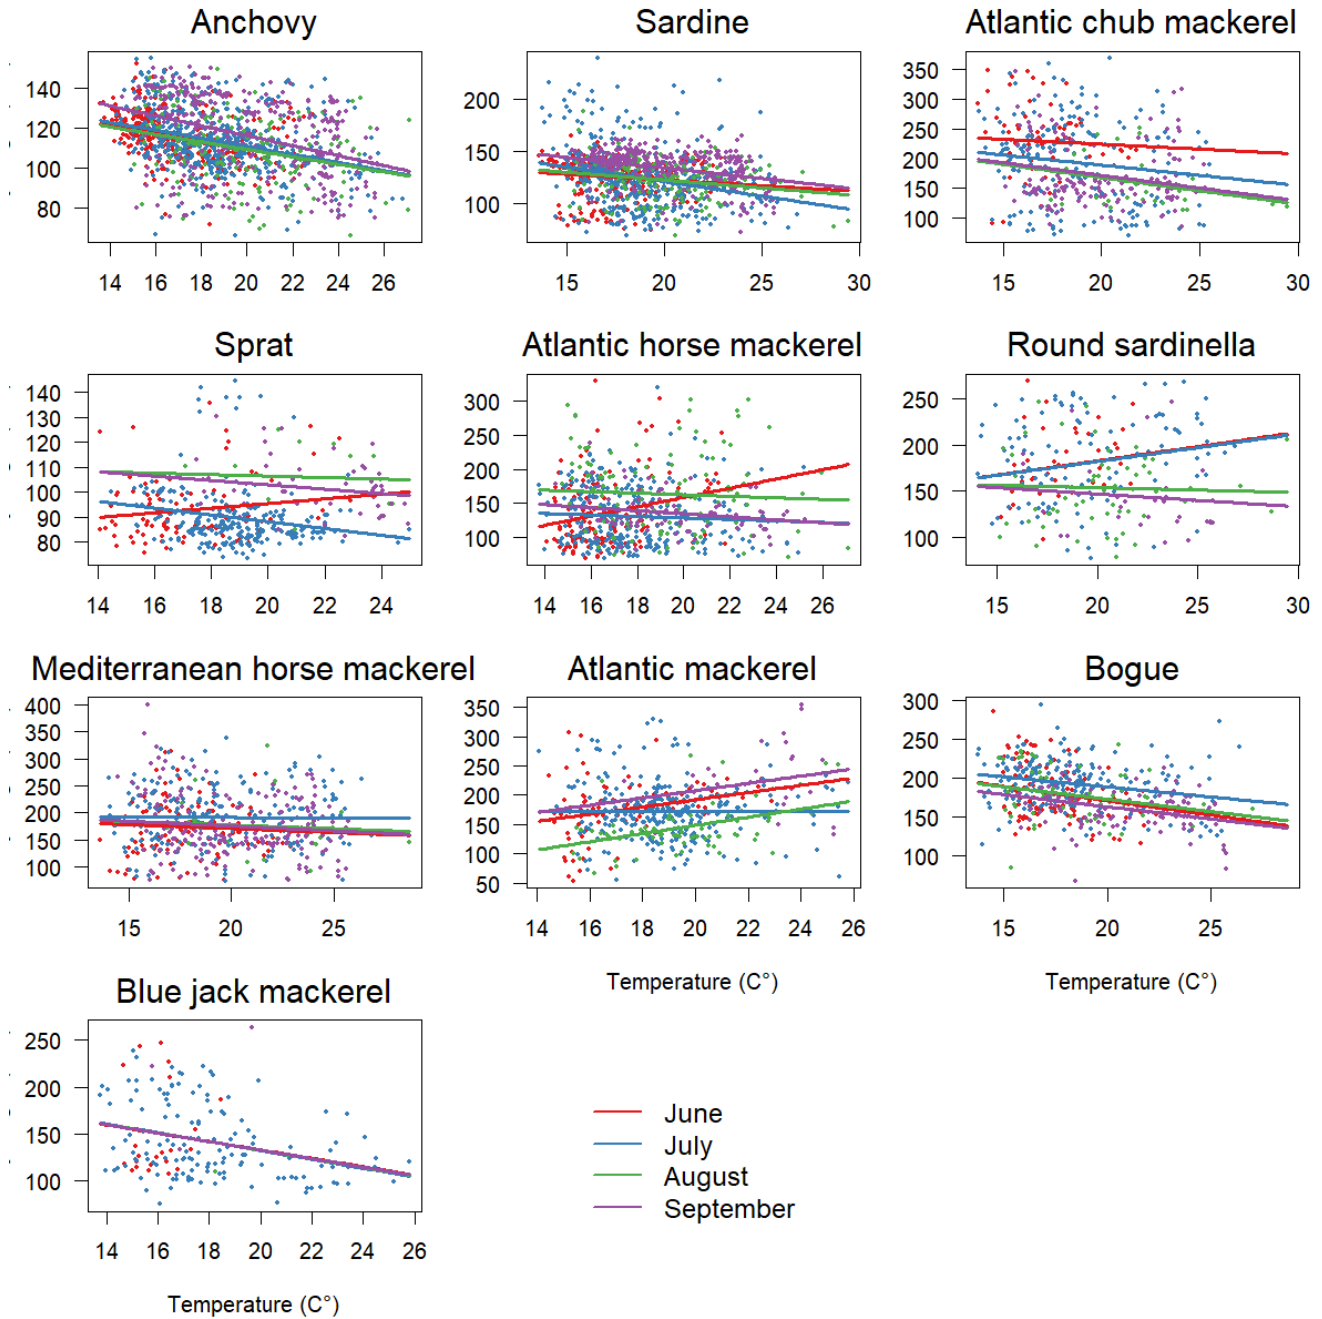 Anchovy Sardine Atlantic chub mackerel
140
120
100
80
14 16 18 20 22 24 26
200
150
100
15 20 25 30
350
300
250
200
150
100
15 20 25 30
Sprat Atlantic horse mackerel Round sardinella
140
130
120
110
100
90
80
14 16 18 20 22 24
300
250
200
150
100
14 16 18 20 22 24 26
250
200
150
100
15 20 25 30
Mediterranean horse mackerel Atlantic mackerel Bogue
400
350
300
250
200
150
100
15 20 25
350
300
250
200
150
100
50
14 16 18 20 22 24 26
Temperature (C°)
300
250
200
150
100
15 20 25
Temperature (C°)
Blue jack mackerel
250
200
150
100
14 16 18 20 22 24 26
Temperature (C°)
June
July
August
September